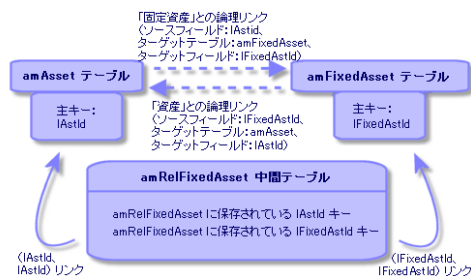 「固定資産」との論理リンク
(ソースフィールド:lAstid、
ターゲットテーブル:amFixedAsset、
ターゲットフィールド:lFixedAstId)
amAsset テーブル
amFixedAsset テーブル
主キー:
lAstId
主キー:
lFixedAstId
「資産」との論理リンク
(ソースフィールド:lFixedAstId、
ターゲットテーブル:amAsset、
ターゲットフィールド:lAstId)
amRelFixedAsset 中間テーブル
amRelFixedAsset に保存されている lAstId キー
amRelFixedAsset に保存されている lFixedAstId キー
(lAstId、
lAstId) リンク
(lFixedAstId、
lFixedAstId) リンク